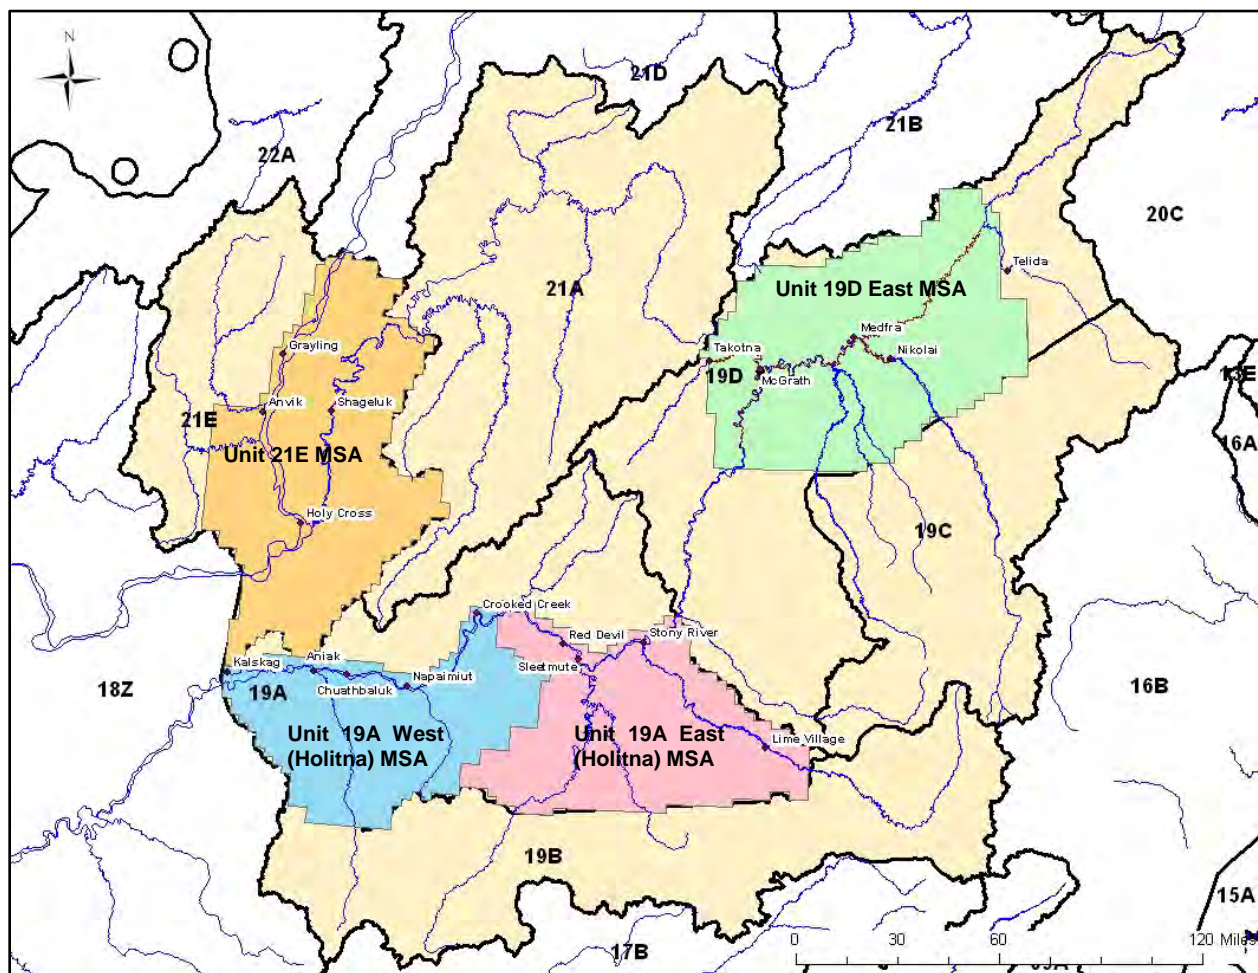 N
21D
21B
22A
20C
Telida
21A
Unit 19D East MSA
Medfra
Grayling
Takotna
Nikolai
19D
McGrath
13E
Anvik
Shageluk
21E
16A
Unit 21E MSA
Holy Cross
19C
Crooked Creek
Red Devil
Stony River
Kalskag
Aniak
Sleetmute
Napaimiut
18Z
19A
Chuathbaluk
16B
Unit 19A West
(Holitna) MSA
Unit 19A East
(Holitna) MSA
Lime Village
19B
15A
17B
0 30 60 120 Miles